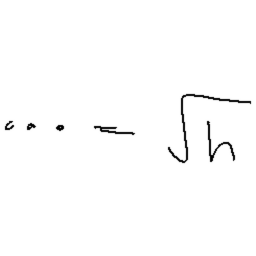 ... = √h